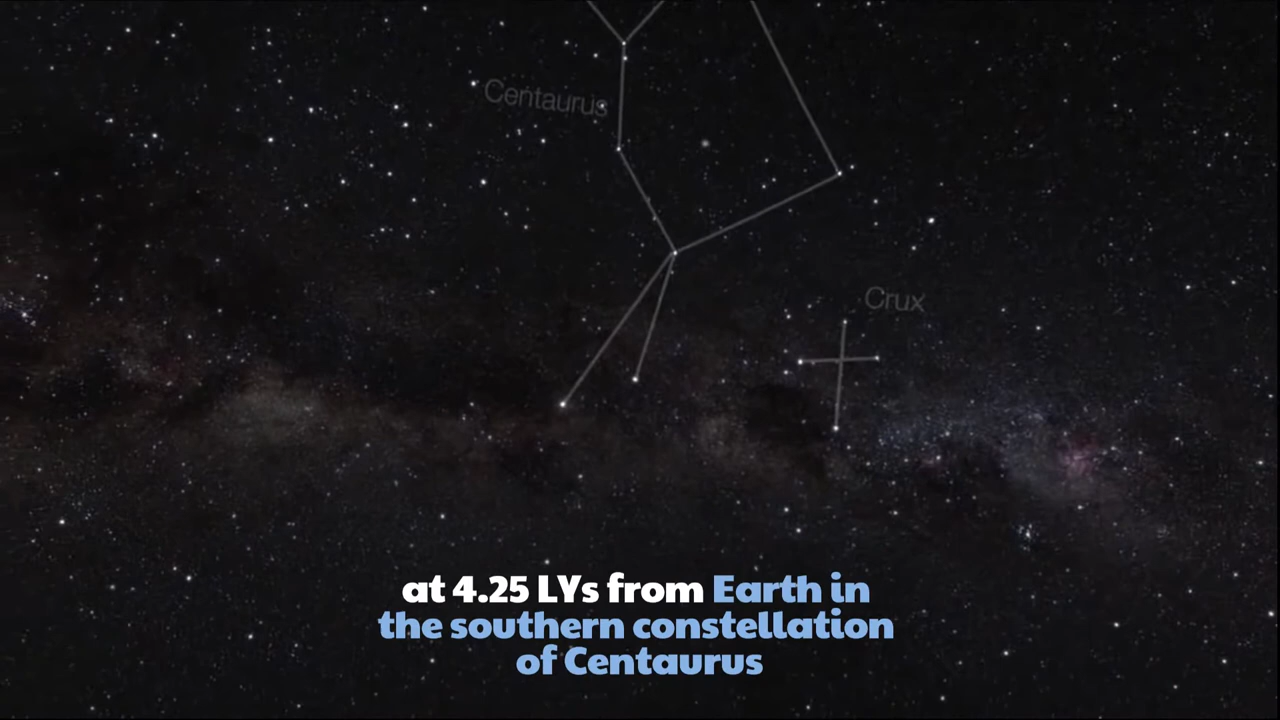 Centaurus
Crux
at 4.25 LYs from Earth in
the southern constellation
of Centaurus